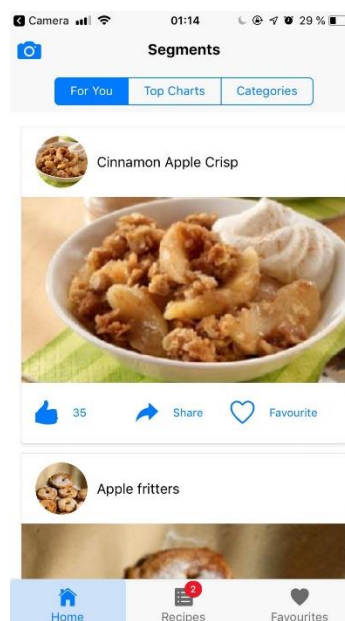 Camera 01:14 29 %
Segments
For You Top Charts Categories
Cinnamon Apple Crisp
35 Share Favourite
Apple fritters
2
Home Recipes Favourites